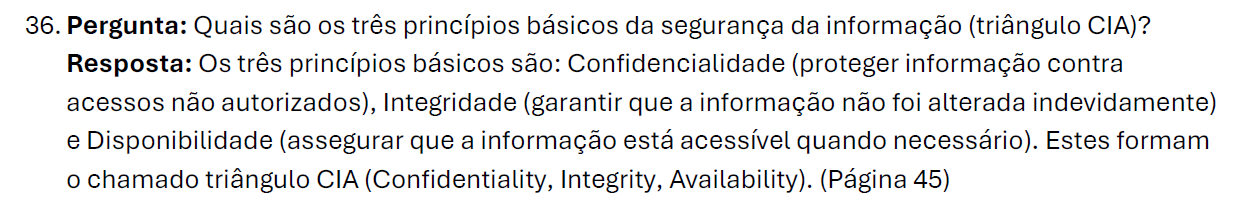 36. Pergunta: Quais são os três princípios básicos da segurança da informação (triângulo CIA)?
Resposta: Os três princípios básicos são: Confidencialidade (proteger informação contra
acessos não autorizados), Integridade (garantir que a informação não foi alterada indevidamente)
e Disponibilidade (assegurar que a informação está acessível quando necessário). Estes formam
o chamado triângulo CIA (Confidentiality, Integrity, Availability). (Página 45)